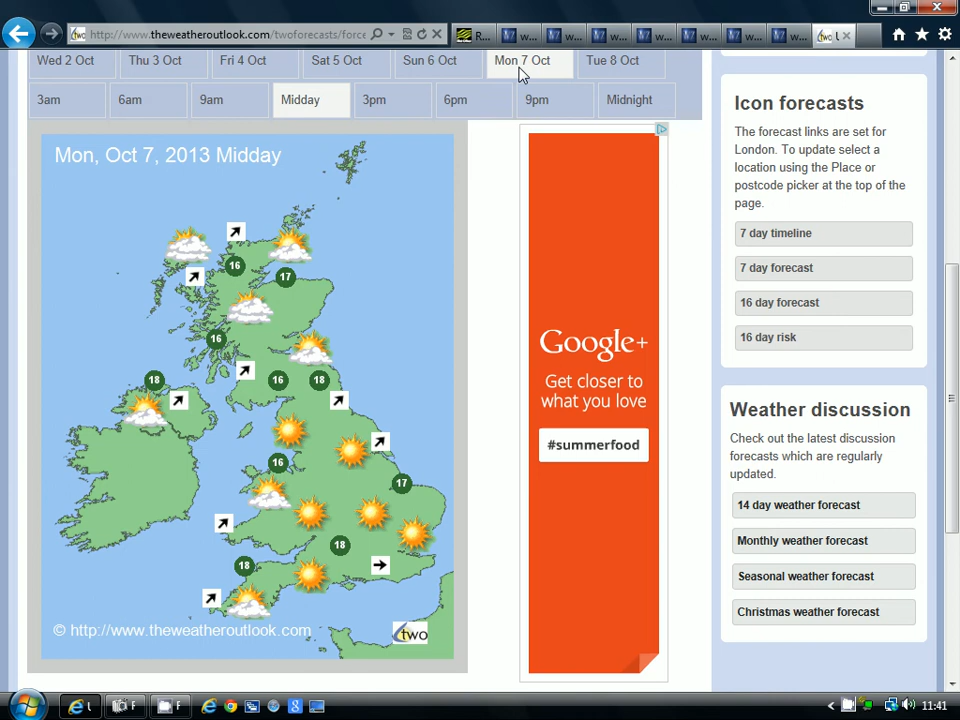 http://www.theweatheroutlook.com/twoforecasts/force
R...
w...
w...
w...
w...
w...
w...
w...
Wed 2 Oct
Thu 3 Oct
Fri 4 Oct
Sat 5 Oct
Sun 6 Oct
Mon 7 Oct
Tue 8 Oct
3am
6am
9am
Midday
3pm
6pm
9pm
Midnight
Mon, Oct 7, 2013 Midday
16
17
16
18
16
18
16
17
18
18
© http://www.theweatheroutlook.com
two
Google+
Get closer to
what you love
#summerfood
Icon forecasts
The forecast links are set for
London. To update select a
location using the Place or
postcode picker at the top of the
page.
7 day timeline
7 day forecast
16 day forecast
16 day risk
Weather discussion
Check out the latest discussion
forecasts which are regularly
updated.
14 day weather forecast
Monthly weather forecast
Seasonal weather forecast
Christmas weather forecast
11:41